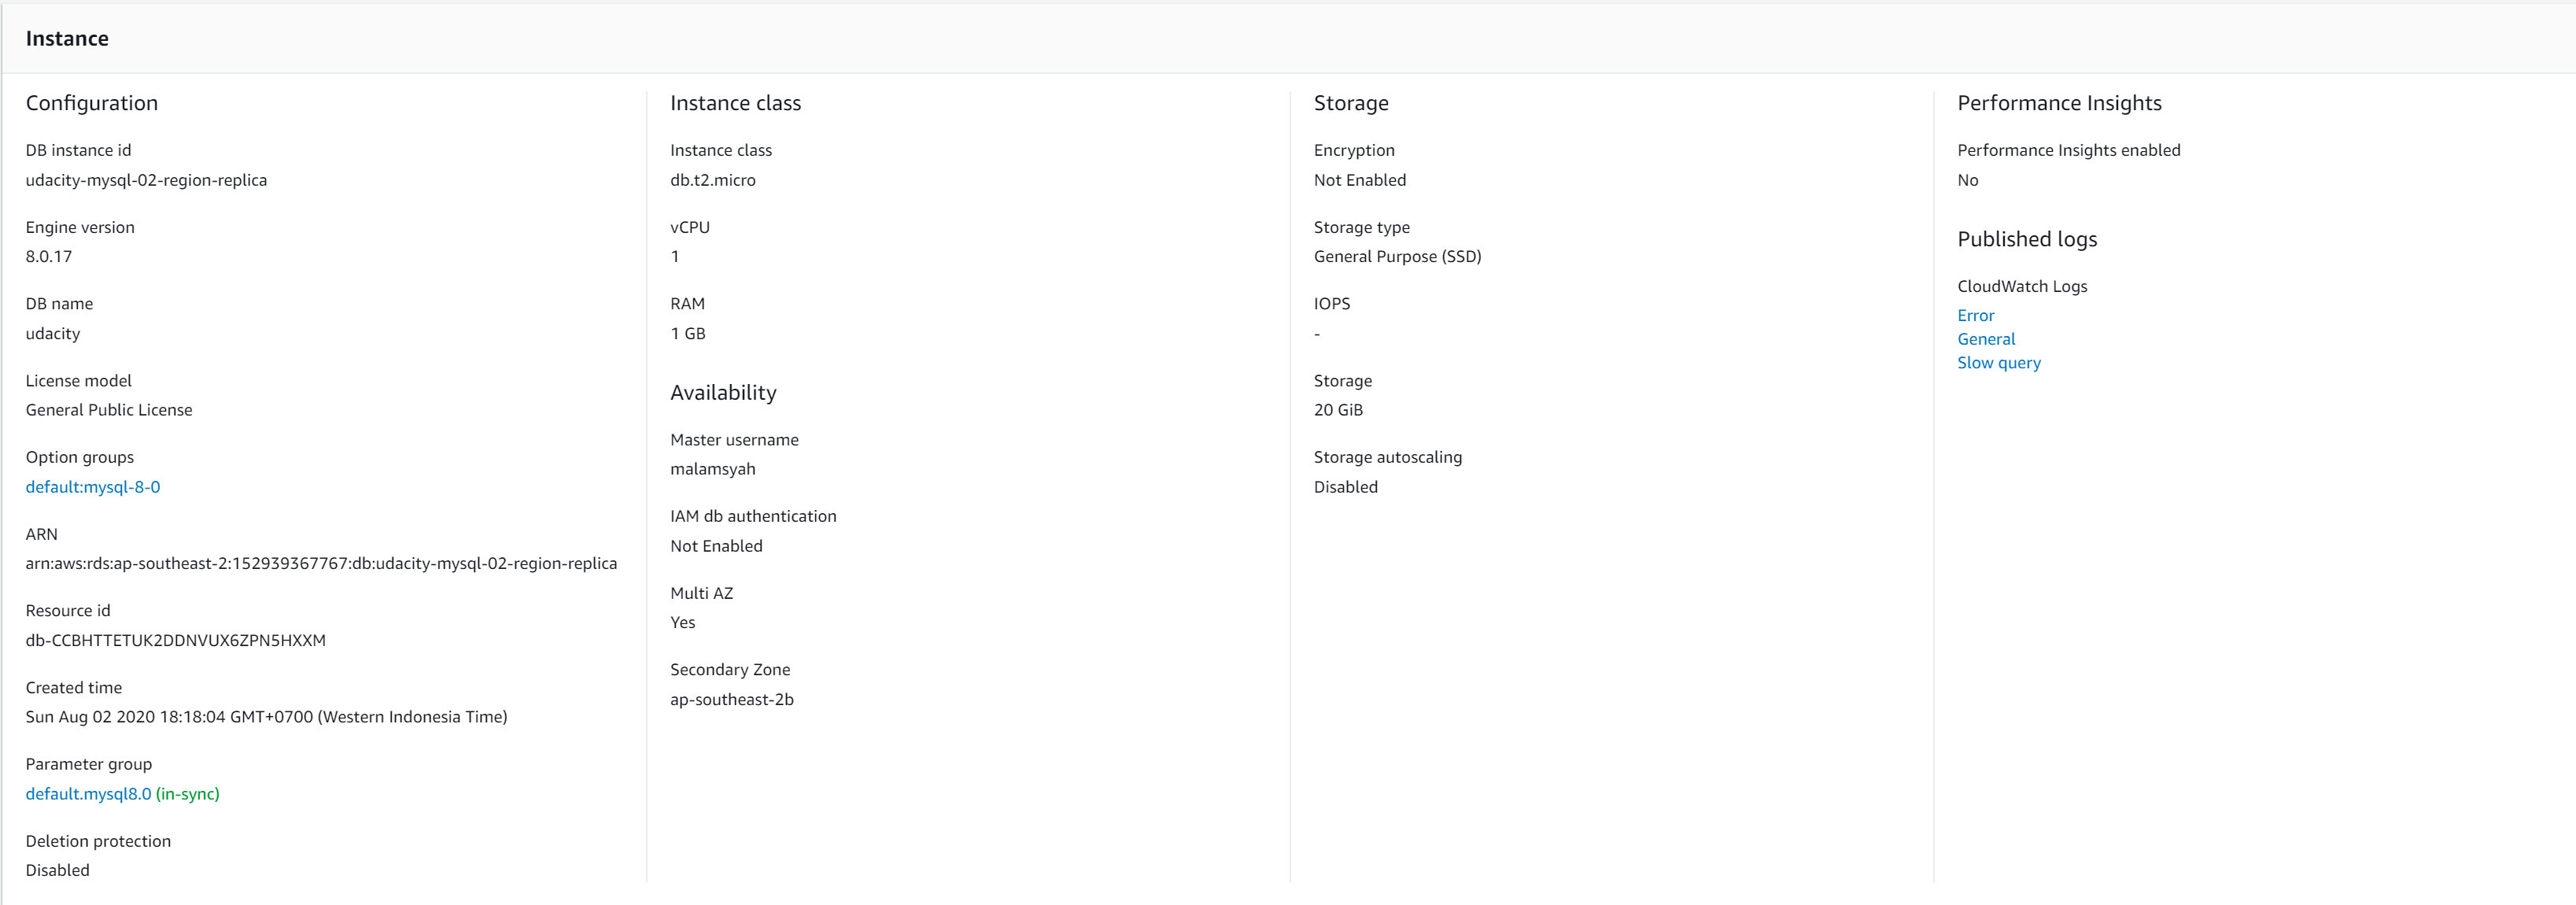 Instance
Configuration
DB instance id
udacity-mysql-02-region-replica
Engine version
8.0.17
DB name
udacity
License model
General Public License
Option groups
default:mysql-8-0
ARN
arn:aws:rds:ap-southeast-2:152939367767:db:udacity-mysql-02-region-replica
Resource id
db-CCBHTTETUK2DDNVUX6ZPN5HXXM
Created time
Sun Aug 02 2020 18:18:04 GMT+0700 (Western Indonesia Time)
Parameter group
default.mysql8.0 (in-sync)
Deletion protection
Disabled
Instance class
Instance class
db.t2.micro
vCPU
1
RAM
1 GB
Availability
Master username
malamsyah
IAM db authentication
Not Enabled
Multi AZ
Yes
Secondary Zone
ap-southeast-2b
Storage
Encryption
Not Enabled
Storage type
General Purpose (SSD)
IOPS
-
Storage
20 GiB
Storage autoscaling
Disabled
Performance Insights
Performance Insights enabled
No
Published logs
CloudWatch Logs
Error
General
Slow query